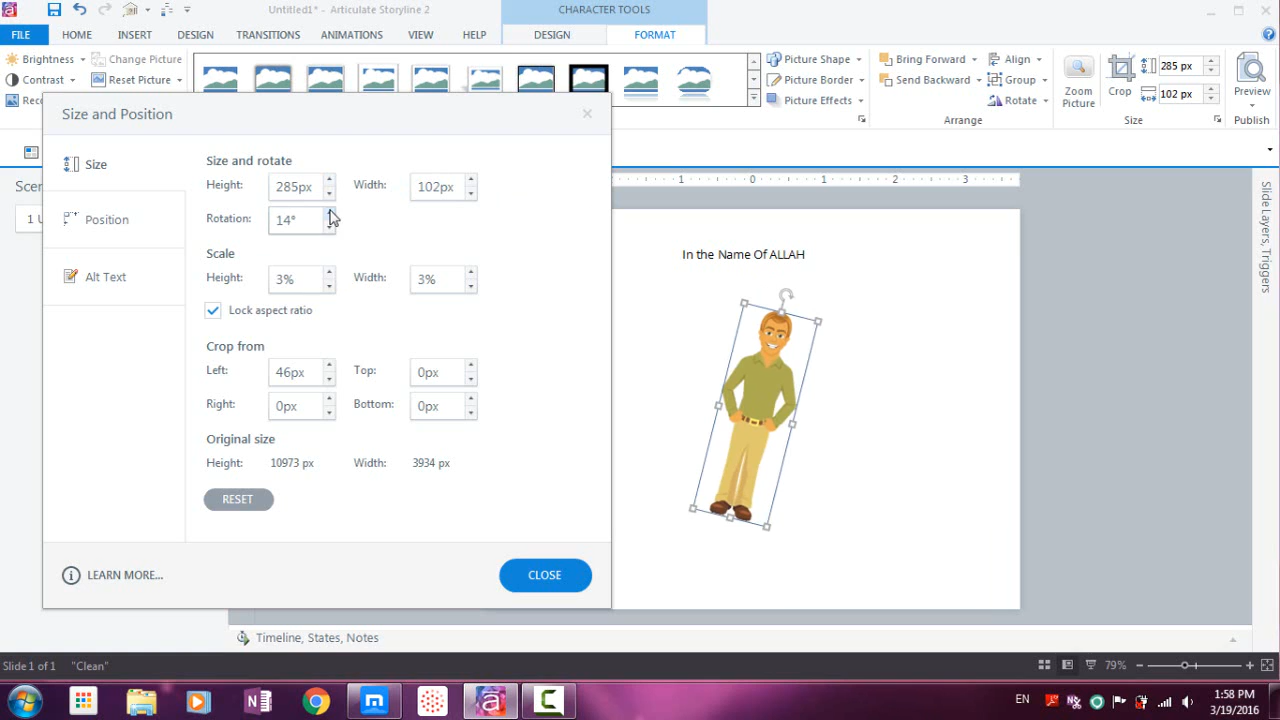 Untitled1* - Articulate Storyline 2
CHARACTER TOOLS
FILE
HOME
INSERT
DESIGN
TRANSITIONS
ANIMATIONS
VIEW
HELP
DESIGN
FORMAT
Brightness
Change Picture
Contrast
Reset Picture
Picture Shape
Picture Border
Picture Effects
Bring Forward
Send Backward
Align
Group
Rotate
Arrange
Zoom Picture
Crop
285 px
102 px
Size
Preview
Publish
Size and Position
Size
Position
Alt Text
Size and rotate
Height: 285px Width: 102px
Rotation: 14°
Scale
Height: 3% Width: 3%
Lock aspect ratio
Crop from
Left: 46px Top: 0px
Right: 0px Bottom: 0px
Original size
Height: 10973 px Width: 3934 px
RESET
LEARN MORE...
CLOSE
1 0 1 2 3
In the Name Of ALLAH
Slide Layers, Triggers
Timeline, States, Notes
Slide 1 of 1 "Clean" 79%
EN
1:58 PM
3/19/2016